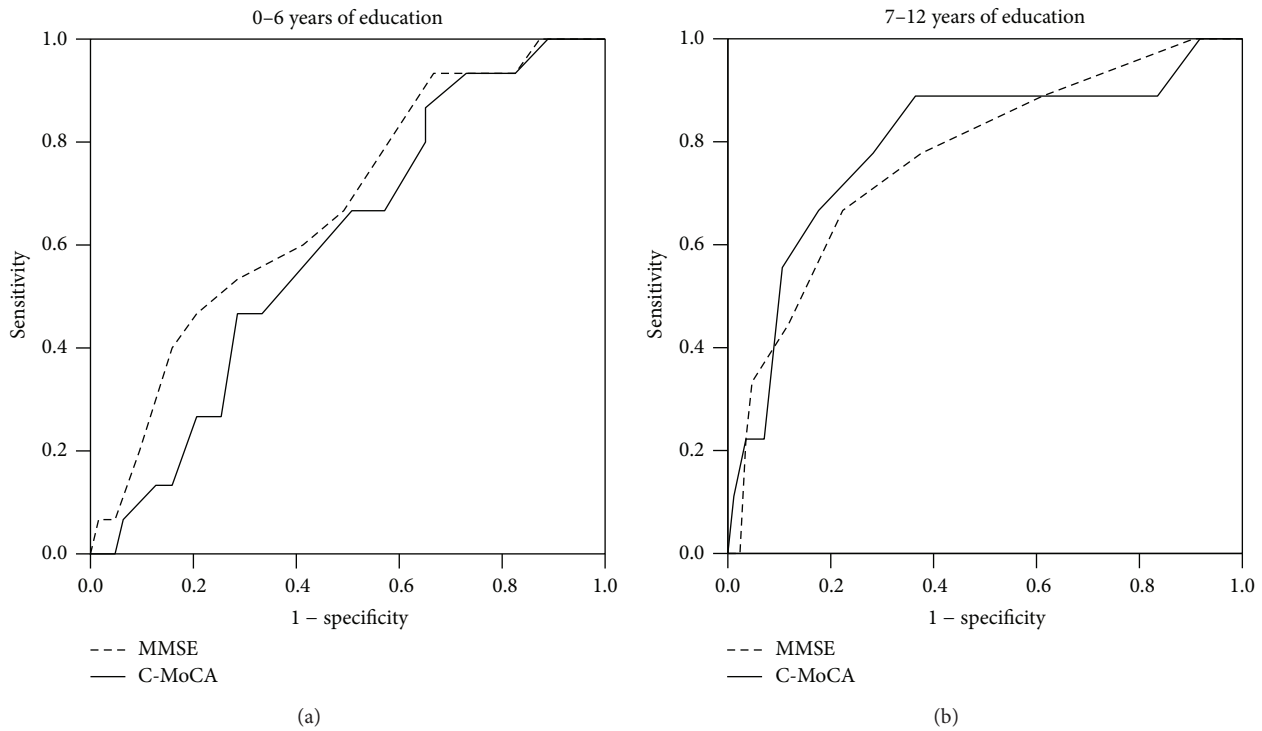 0–6 years of education
1.0
0.8
0.6
0.4
0.2
0.0
Sensitivity
0.0 0.2 0.4 0.6 0.8 1.0
1 − specificity
MMSE
C-MoCA
(a)
7–12 years of education
1.0
0.8
0.6
0.4
0.2
0.0
Sensitivity
0.0 0.2 0.4 0.6 0.8 1.0
1 − specificity
MMSE
C-MoCA
(b)